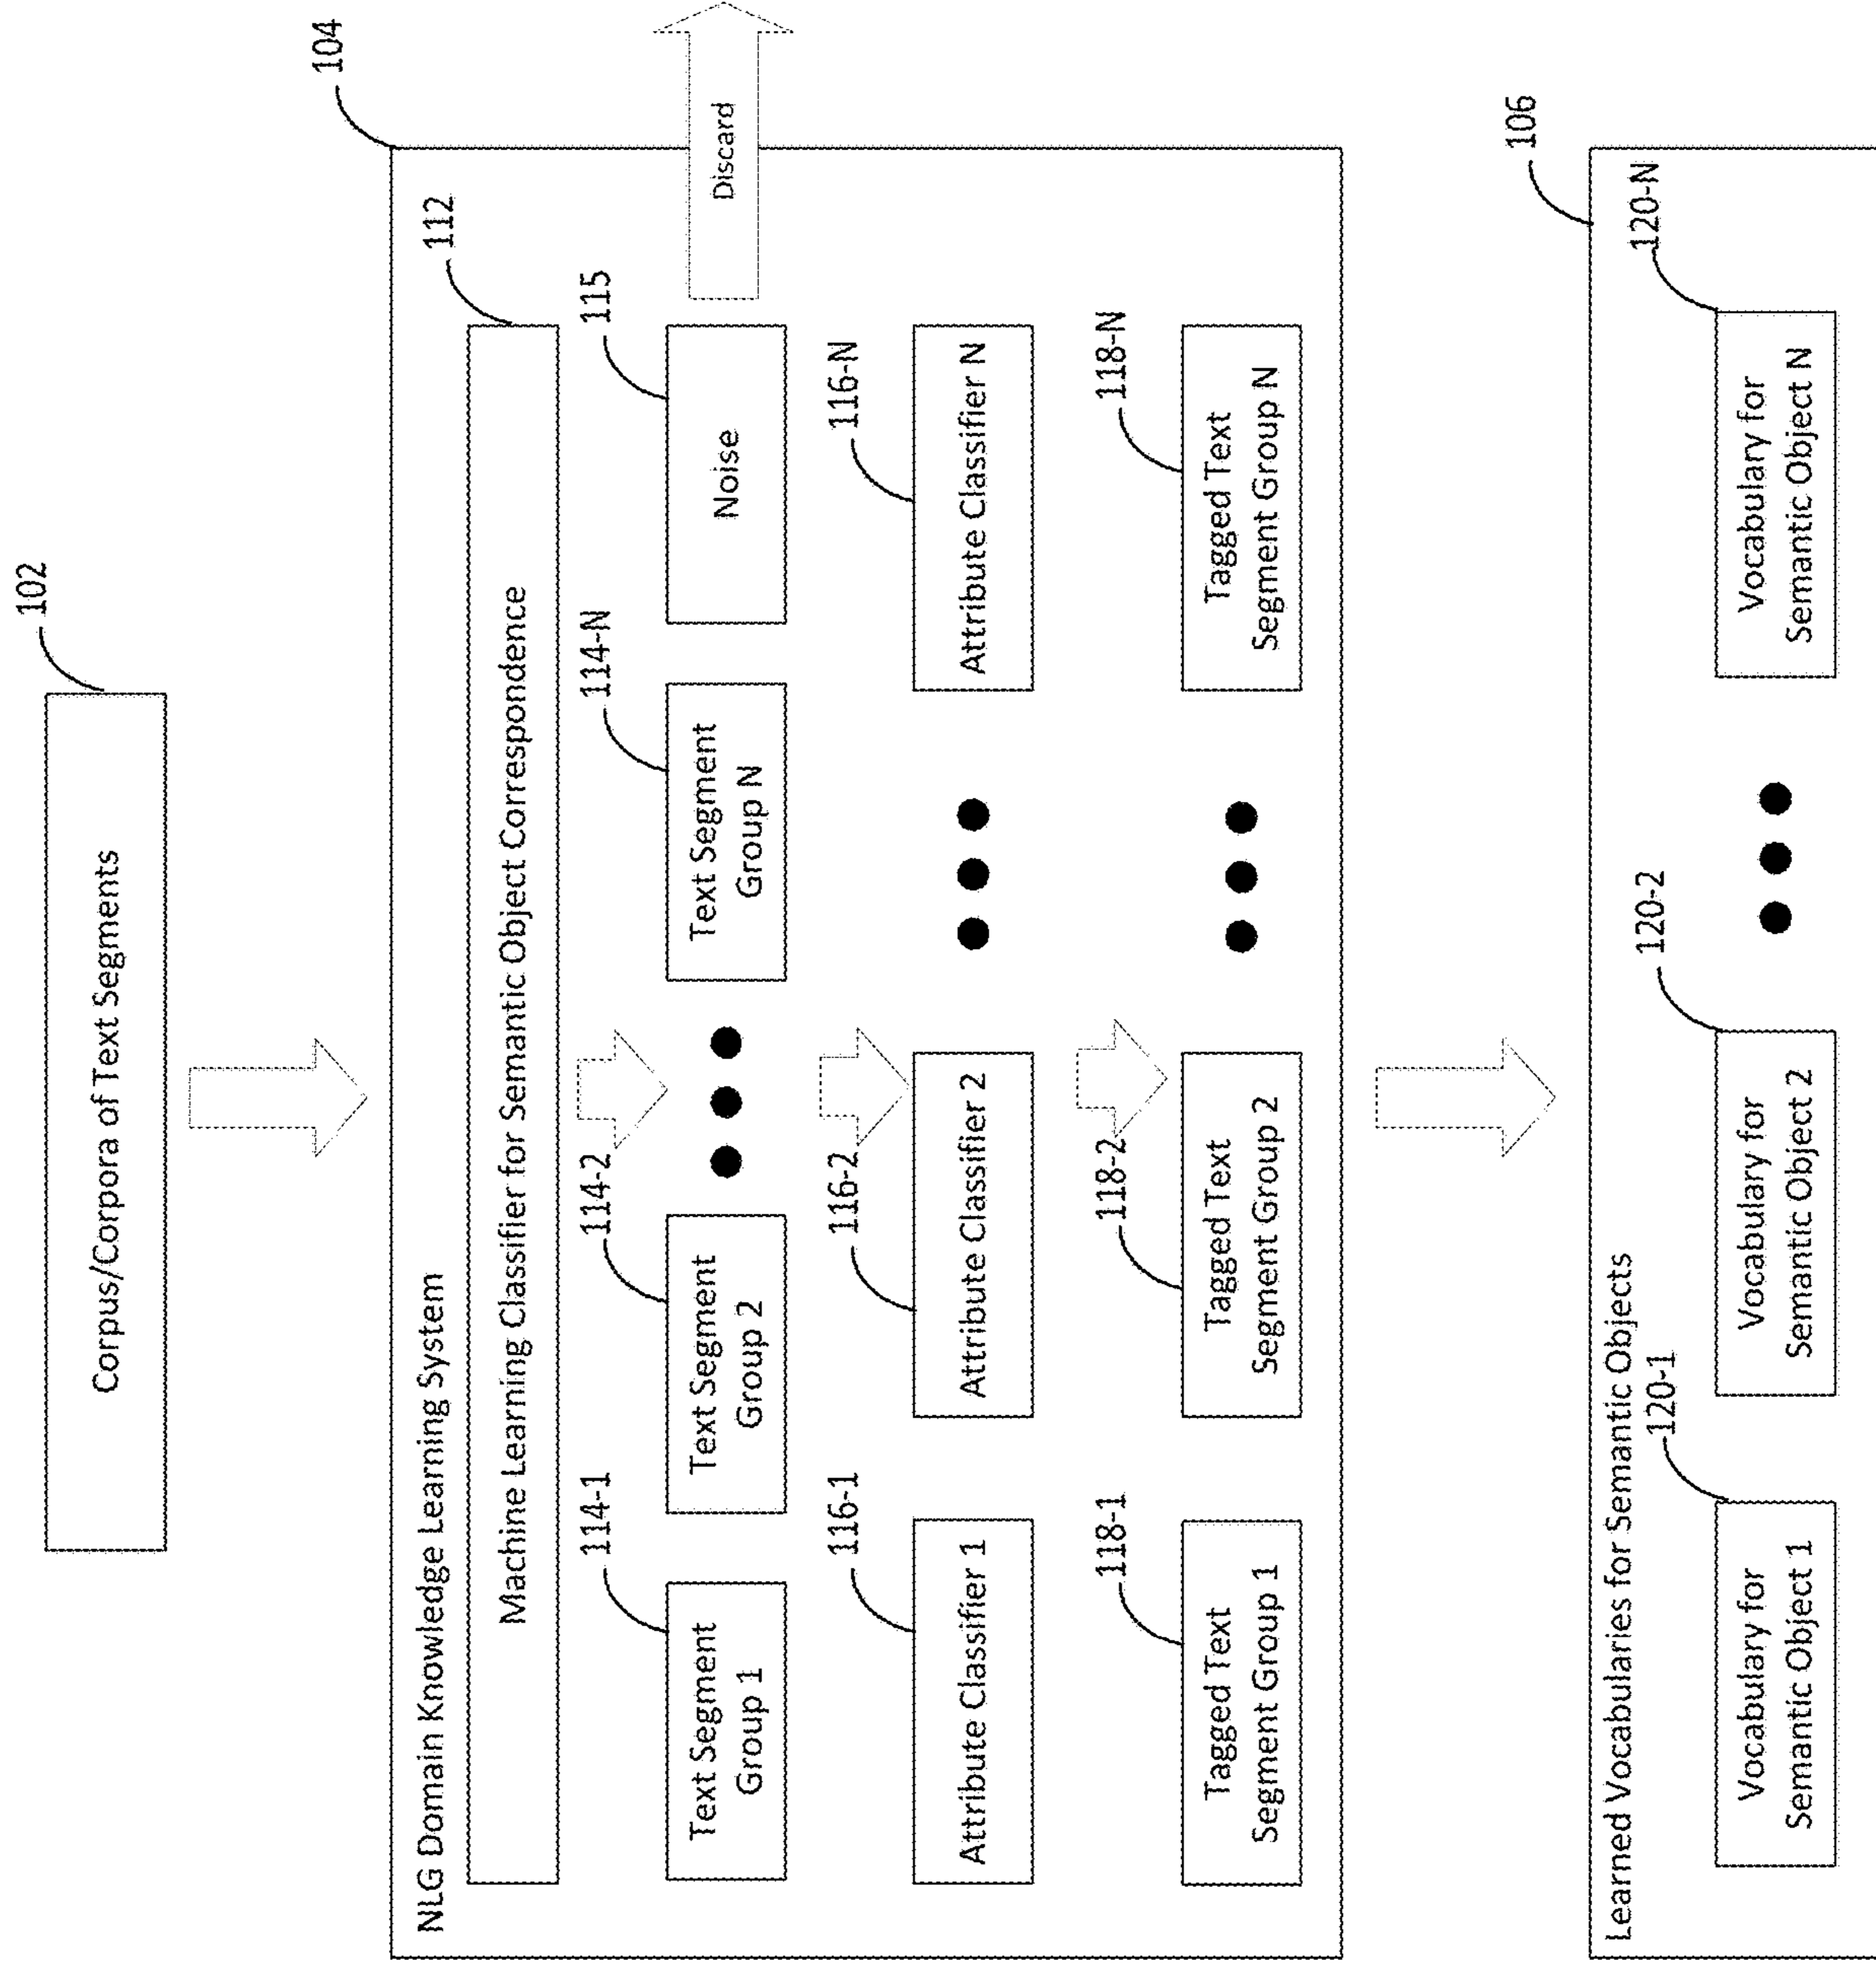 102
Corpus/Corpora of Text Segments
104
NLG Domain Knowledge Learning System
112
Machine Learning Classifier for Semantic Object Correspondence
114-1
114-2
114-N
115
Text Segment
Group 1
Text Segment
Group 2
Text Segment
Group N
Noise
Discard
116-1
116-2
116-N
Attribute Classifier 1
Attribute Classifier 2
Attribute Classifier N
118-1
118-2
118-N
Tagged Text
Segment Group 1
Tagged Text
Segment Group 2
Tagged Text
Segment Group N
106
Learned Vocabularies for Semantic Objects
120-1
120-2
120-N
Vocabulary for
Semantic Object 1
Vocabulary for
Semantic Object 2
Vocabulary for
Semantic Object N